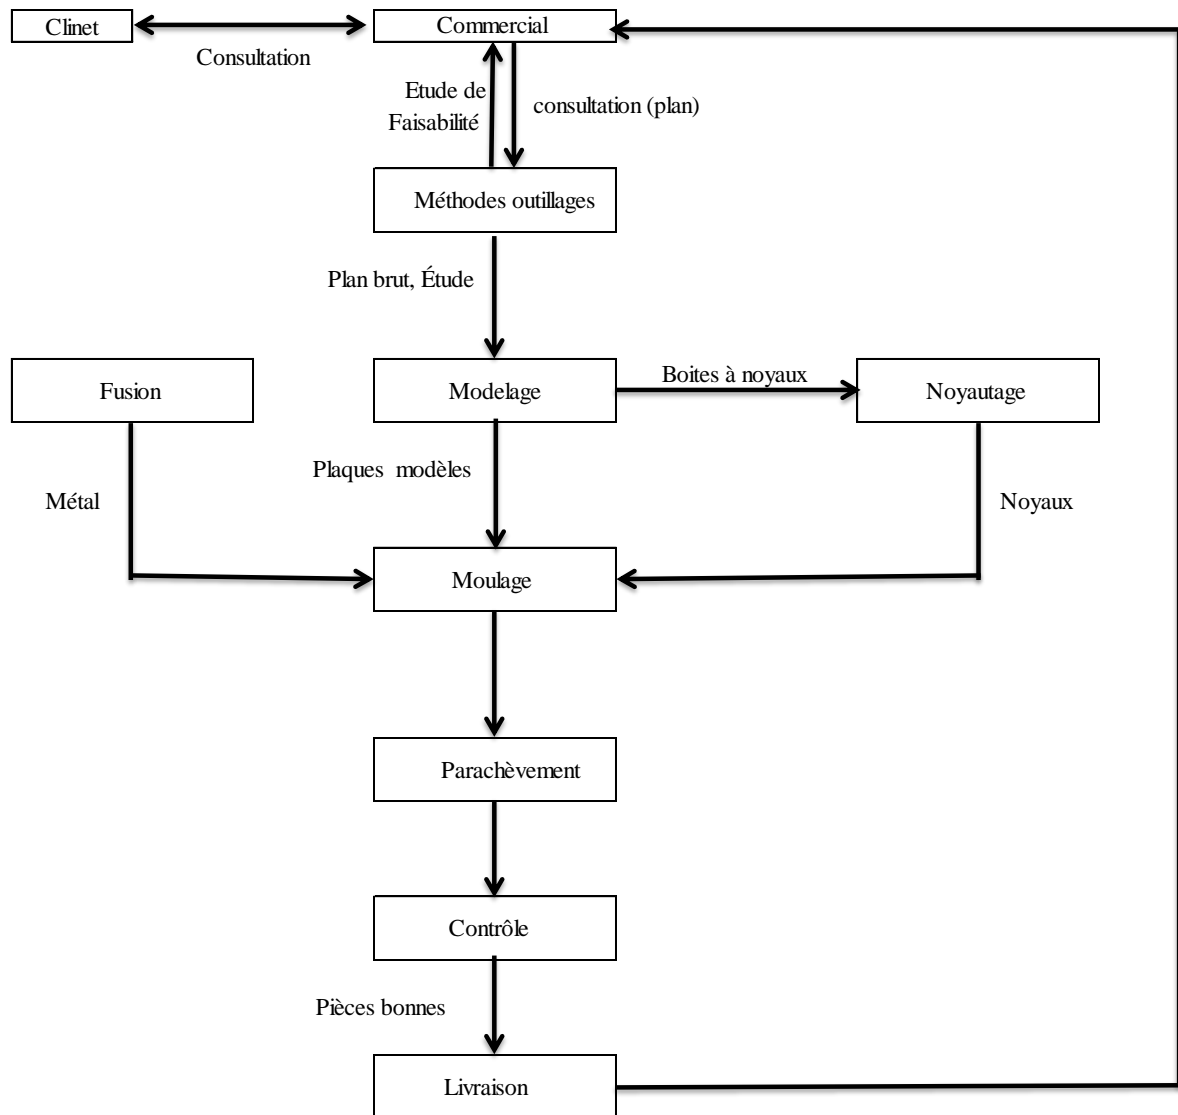 Clinet
Commercial
Consultation
Etude de
Faisabilité
consultation (plan)
Méthodes outillages
Plan brut, Étude
Fusion
Modelage
Boites à noyaux
Noyautage
Plaques modèles
Métal
Noyaux
Moulage
Parachèvement
Contrôle
Pièces bonnes
Livraison